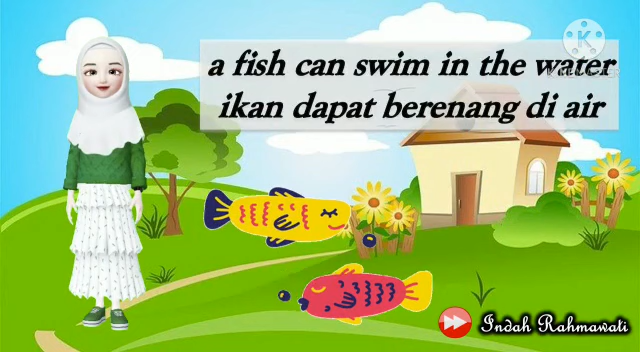 a fish can swim in the water
ikan dapat berenang di air
Indah Rahmawati